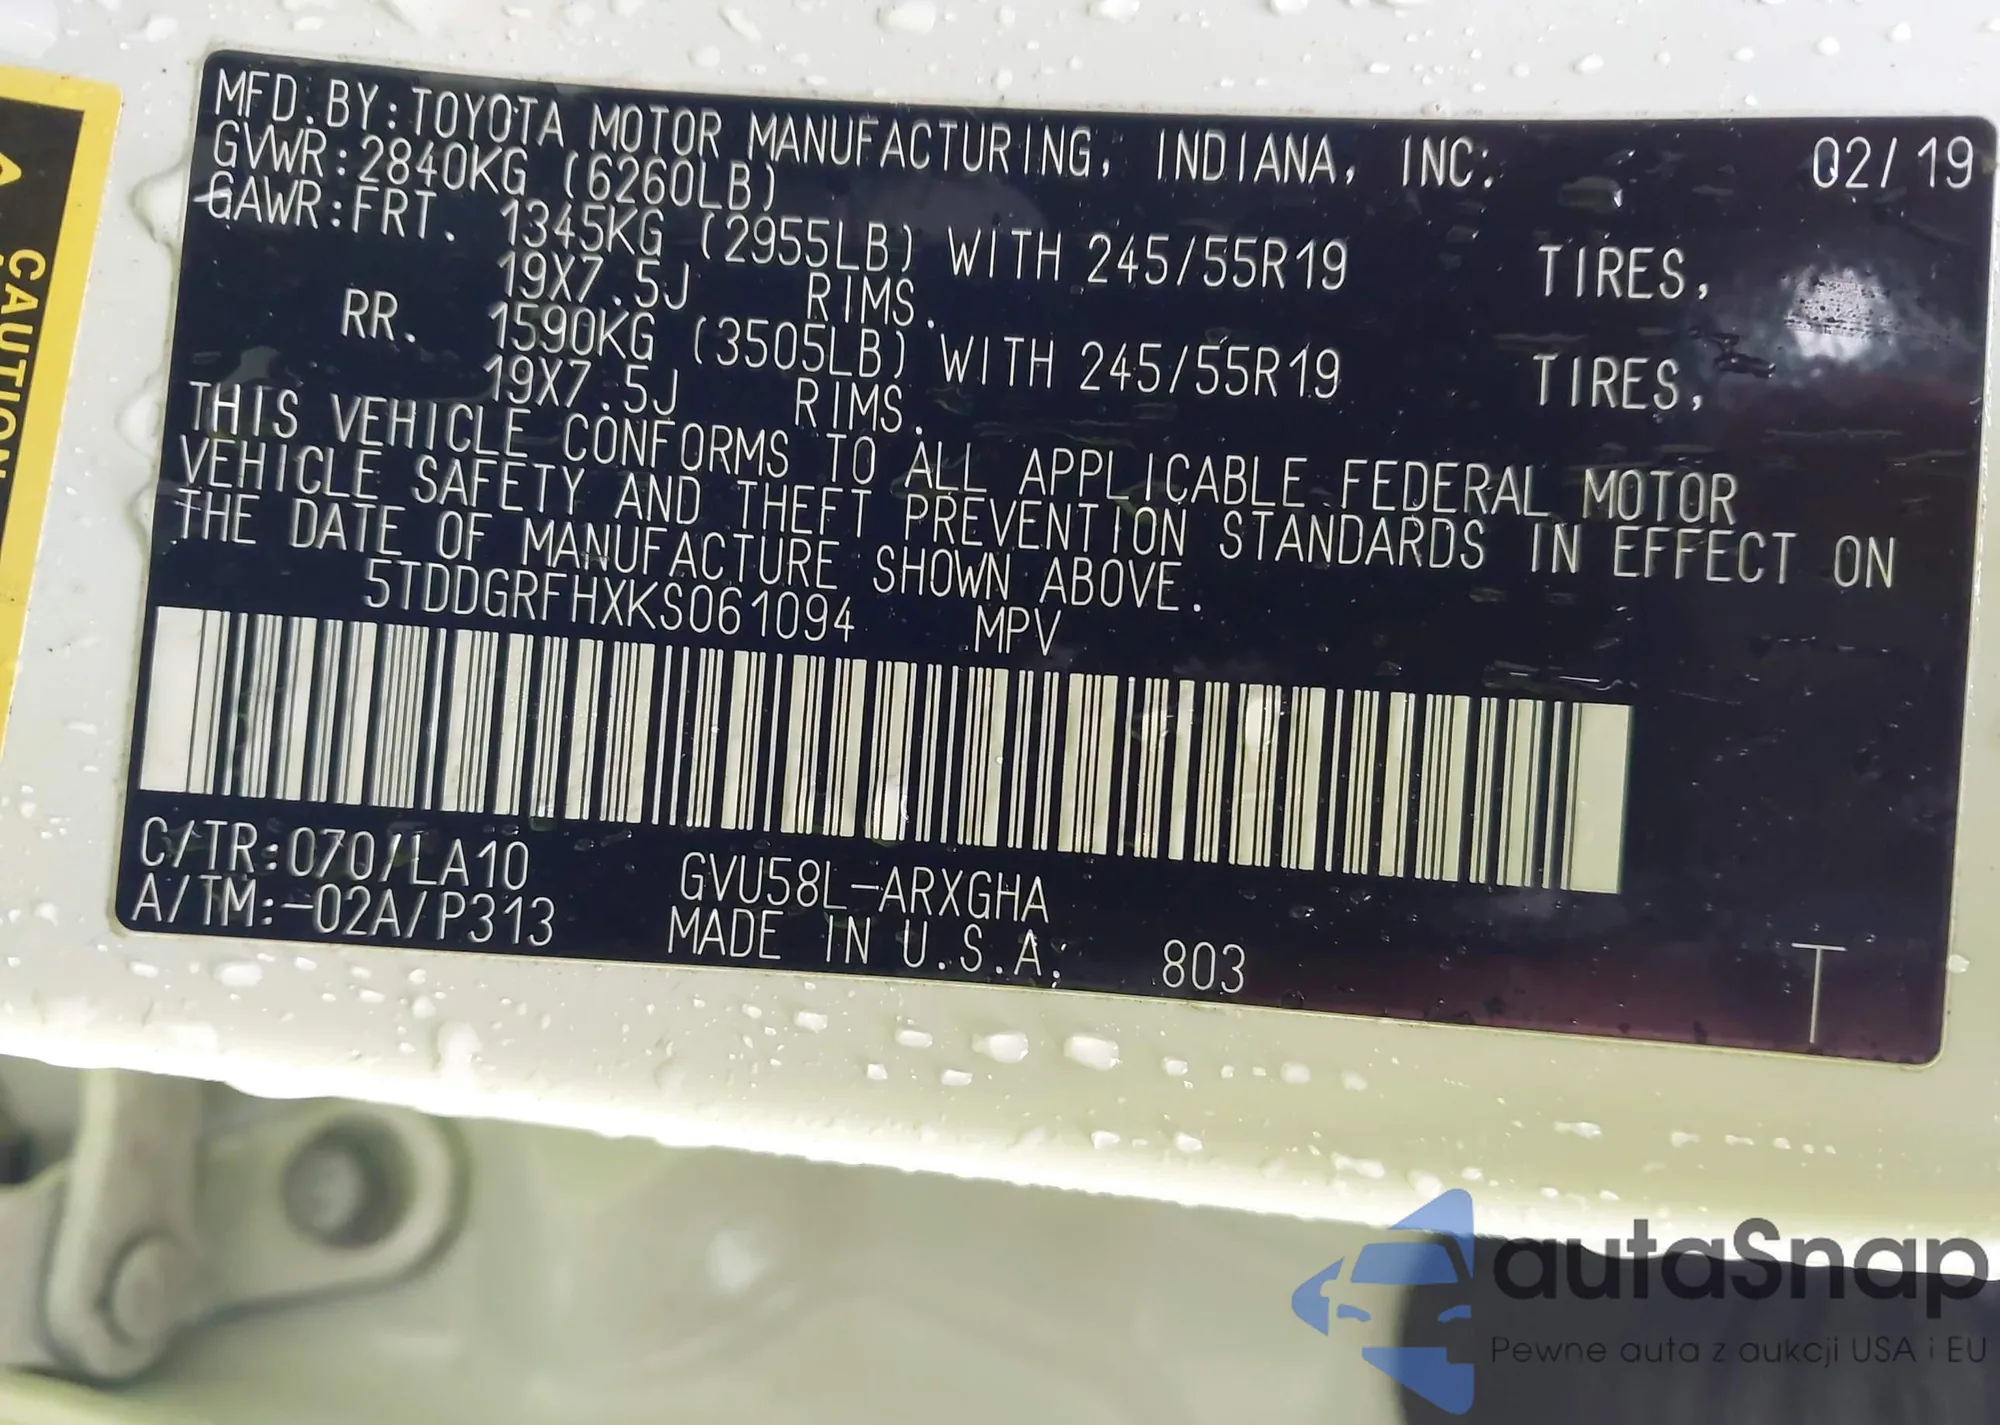 MFD.BY:TOYOTA MOTOR MANUFACTURING, INDIANA, INC. 02/19
GVWR:2840KG (6260LB)
GAWR:FRT. 1345KG (2955LB) WITH 245/55R19 TIRES,
19X7.5J RIMS.
RR. 1590KG (3505LB) WITH 245/55R19 TIRES,
19X7.5J RIMS.
THIS VEHICLE CONFORMS TO ALL APPLICABLE FEDERAL MOTOR
VEHICLE SAFETY AND THEFT PREVENTION STANDARDS IN EFFECT ON
THE DATE OF MANUFACTURE SHOWN ABOVE.
5TDDGRFHXKS061094 MPV
C/TR:070/LA10 GVU58L-ARXGHA
A/TM:-02A/P313 MADE IN U.S.A. 803
T
CAUTION
autaSnap
Pewne auta z aukcji USA i EU